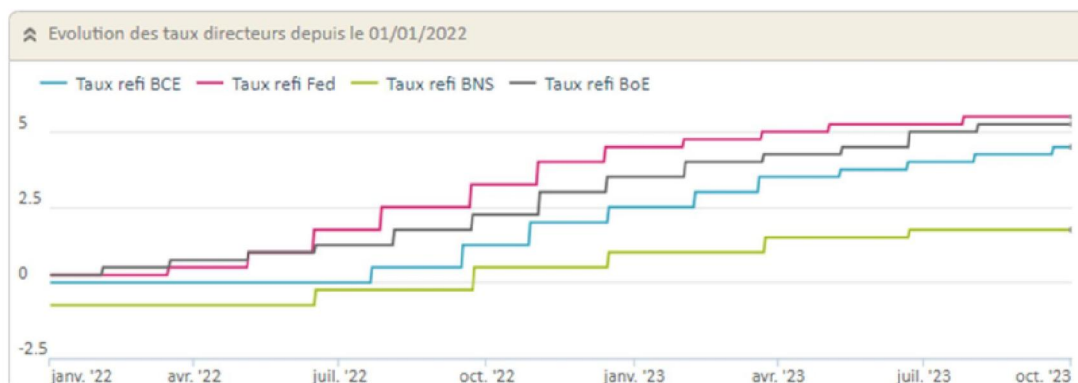 Evolution des taux directeurs depuis le 01/01/2022
Taux refi BCE Taux refi Fed Taux refi BNS Taux refi BoE
5
2.5
0
-2.5
janv. '22 avr. '22 juil. '22 oct. '22 janv. '23 avr. '23 juil. '23 oct. '23